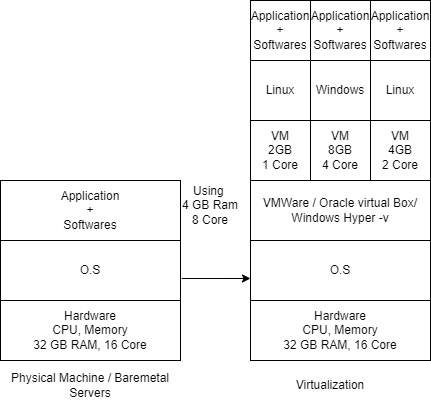 Application
+
Softwares
O.S
Hardware
CPU, Memory
32 GB RAM, 16 Core
Physical Machine / Baremetal
Servers
Using
4 GB Ram
8 Core
Application
+
Softwares
Application
+
Softwares
Application
+
Softwares
Linux
Windows
Linux
VM
2GB
1 Core
VM
8GB
4 Core
VM
4GB
2 Core
VMWare / Oracle virtual Box/
Windows Hyper -v
O.S
Hardware
CPU, Memory
32 GB RAM, 16 Core
Virtualization